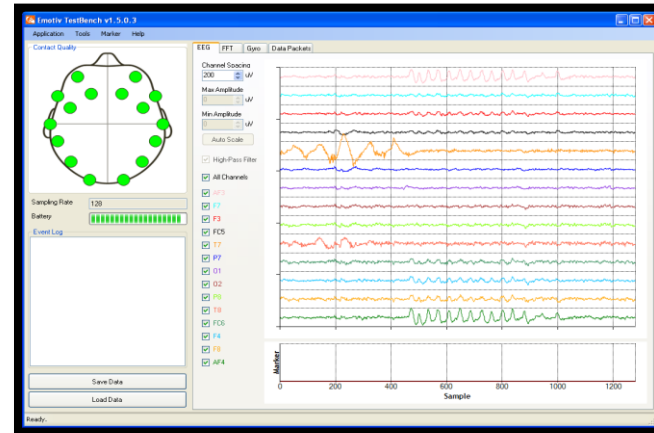 Emotiv TestBench v1.5.0.3
Application Tools Marker Help
Contact Quality
EEG FFT Gyro Data Packets
Channel Spacing
200 uV
Max Amplitude
uV
Min Amplitude
uV
Auto Scale
High-Pass Filter
All Channels
AF3
F7
F3
FC5
T7
P7
O1
O2
P8
T8
FC6
F4
F8
AF4
Sampling Rate 128
Battery
Event Log
Save Data
Load Data
Marker
0 200 400 600 800 1000 1200
Sample
Ready.